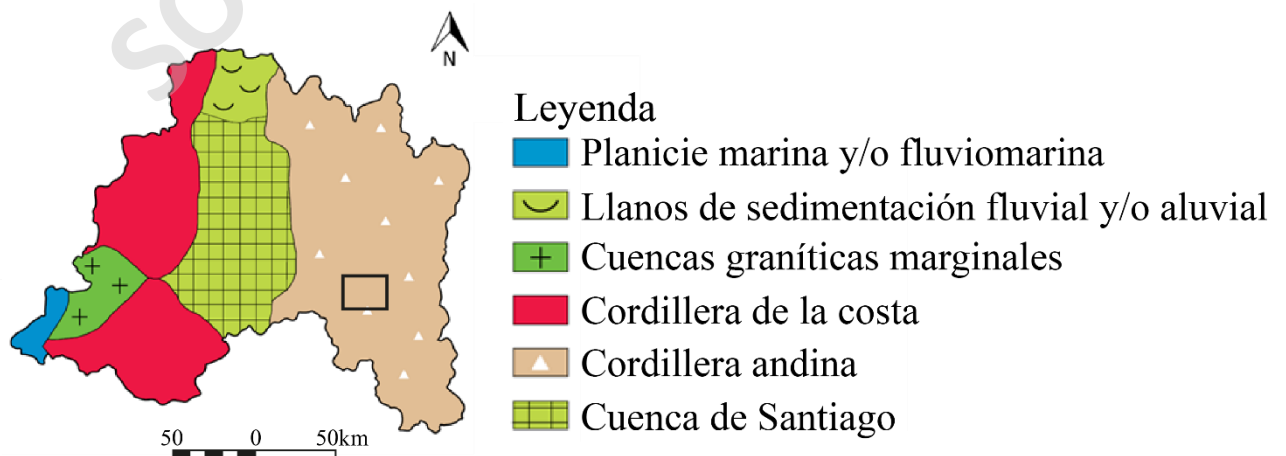 N
Leyenda
Planicie marina y/o fluviomarina
Llanos de sedimentación fluvial y/o aluvial
Cuencas graníticas marginales
Cordillera de la costa
Cordillera andina
Cuenca de Santiago
50 0 50km